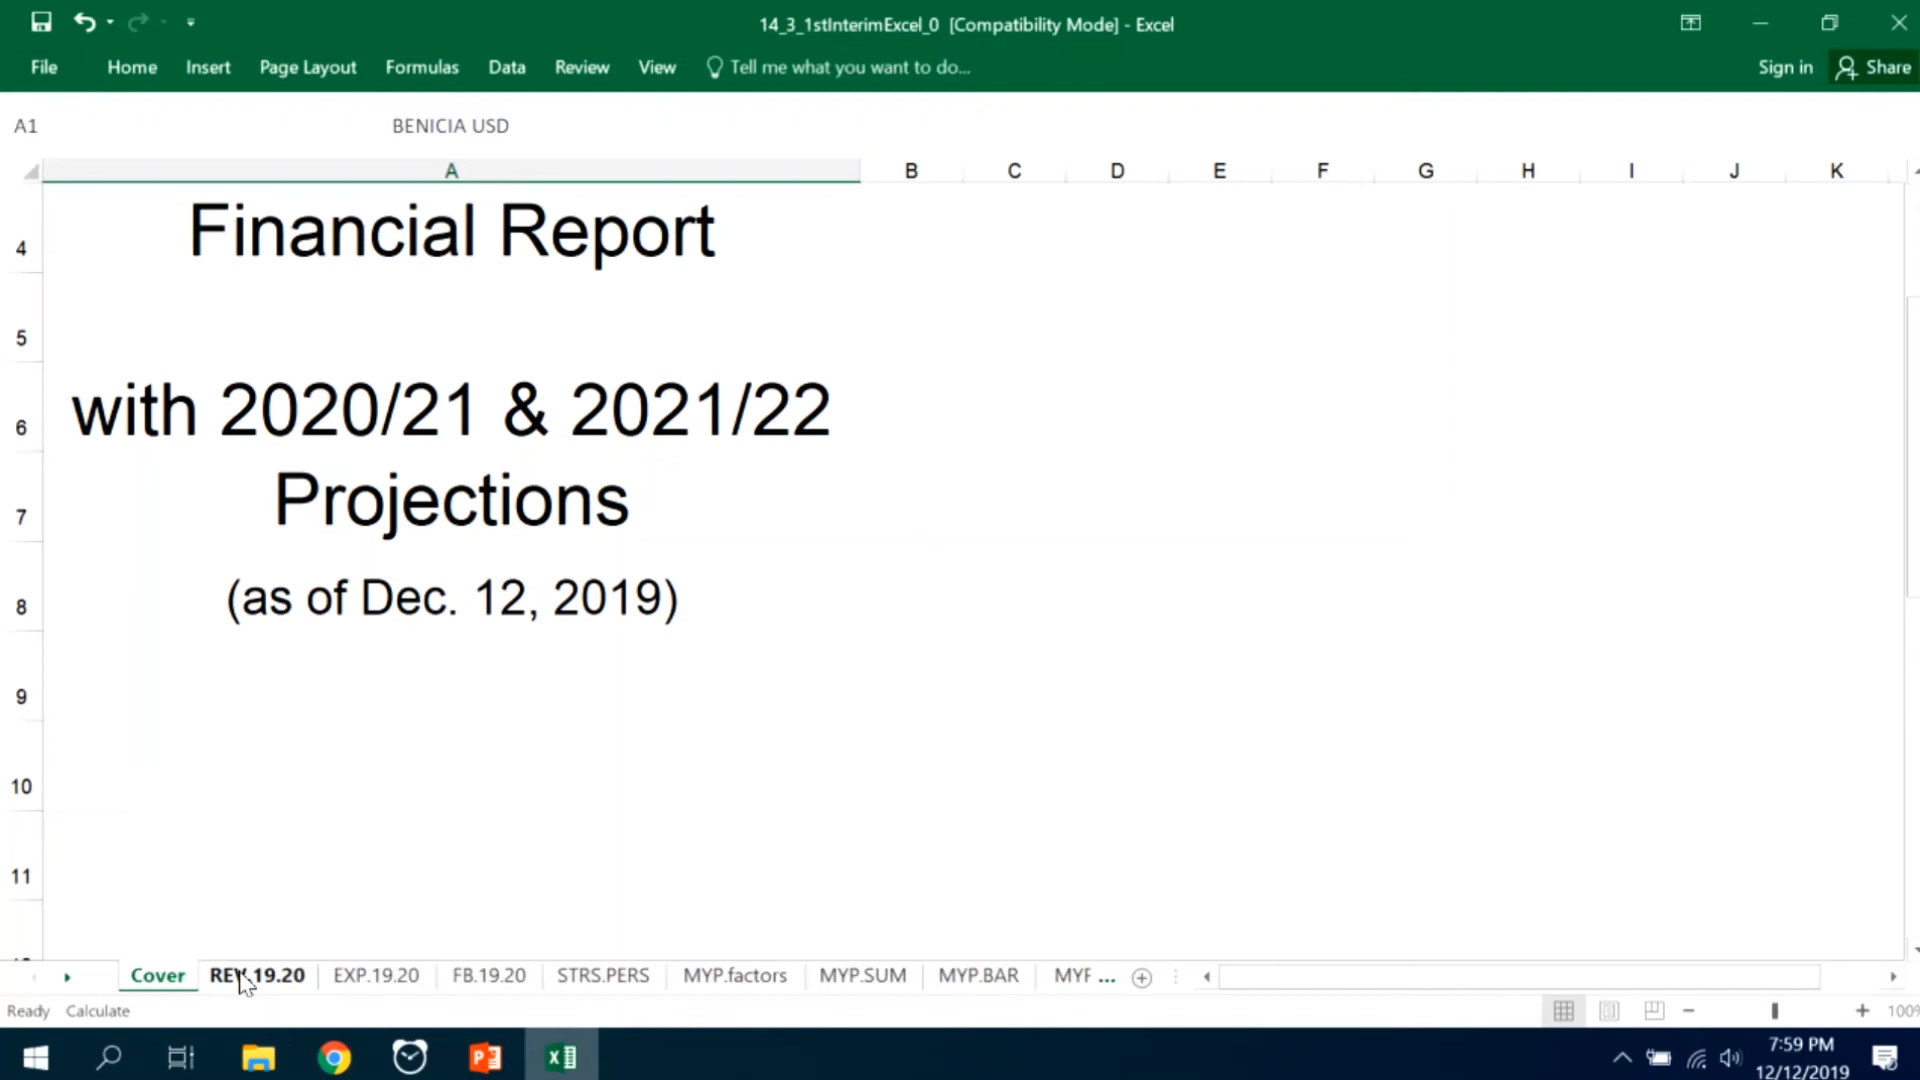 14_3_1stInterimExcel_0 [Compatibility Mode] - Excel
File Home Insert Page Layout Formulas Data Review View Tell me what you want to do... Sign in Share
A1 BENICIA USD
A B C D E F G H I J K
4 Financial Report
5
6 with 2020/21 & 2021/22
7 Projections
8 (as of Dec. 12, 2019)
9
10
11
Cover REV.19.20 EXP.19.20 FB.19.20 STRS.PERS MYP.factors MYP.SUM MYP.BAR MYP ...
Ready Calculate 100%
7:59 PM
12/12/2019